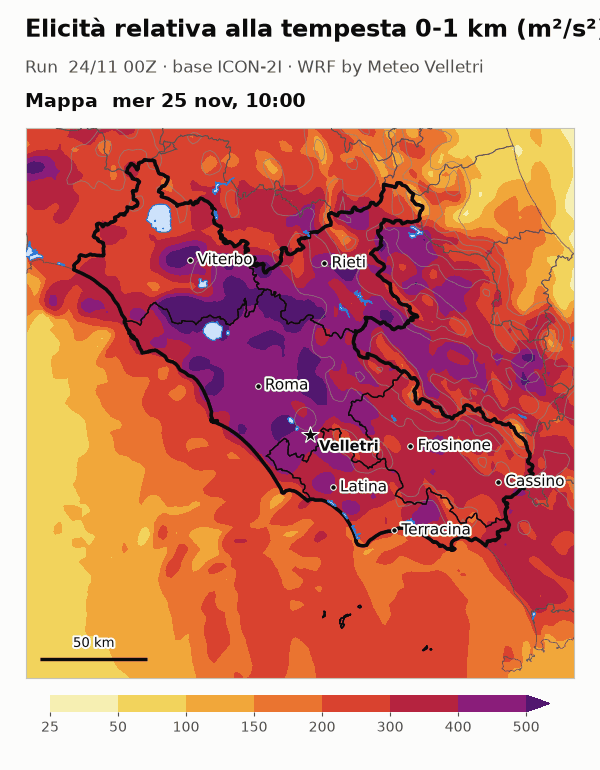 Elicità relativa alla tempesta 0-1 km (m²/s²)
Run  24/11 00Z · base ICON-2I · WRF by Meteo Velletri
Mappa  mer 25 nov, 10:00
Viterbo
Rieti
Roma
Velletri
Frosinone
Cassino
Latina
Terracina
50 km
25 50 100 150 200 300 400 500